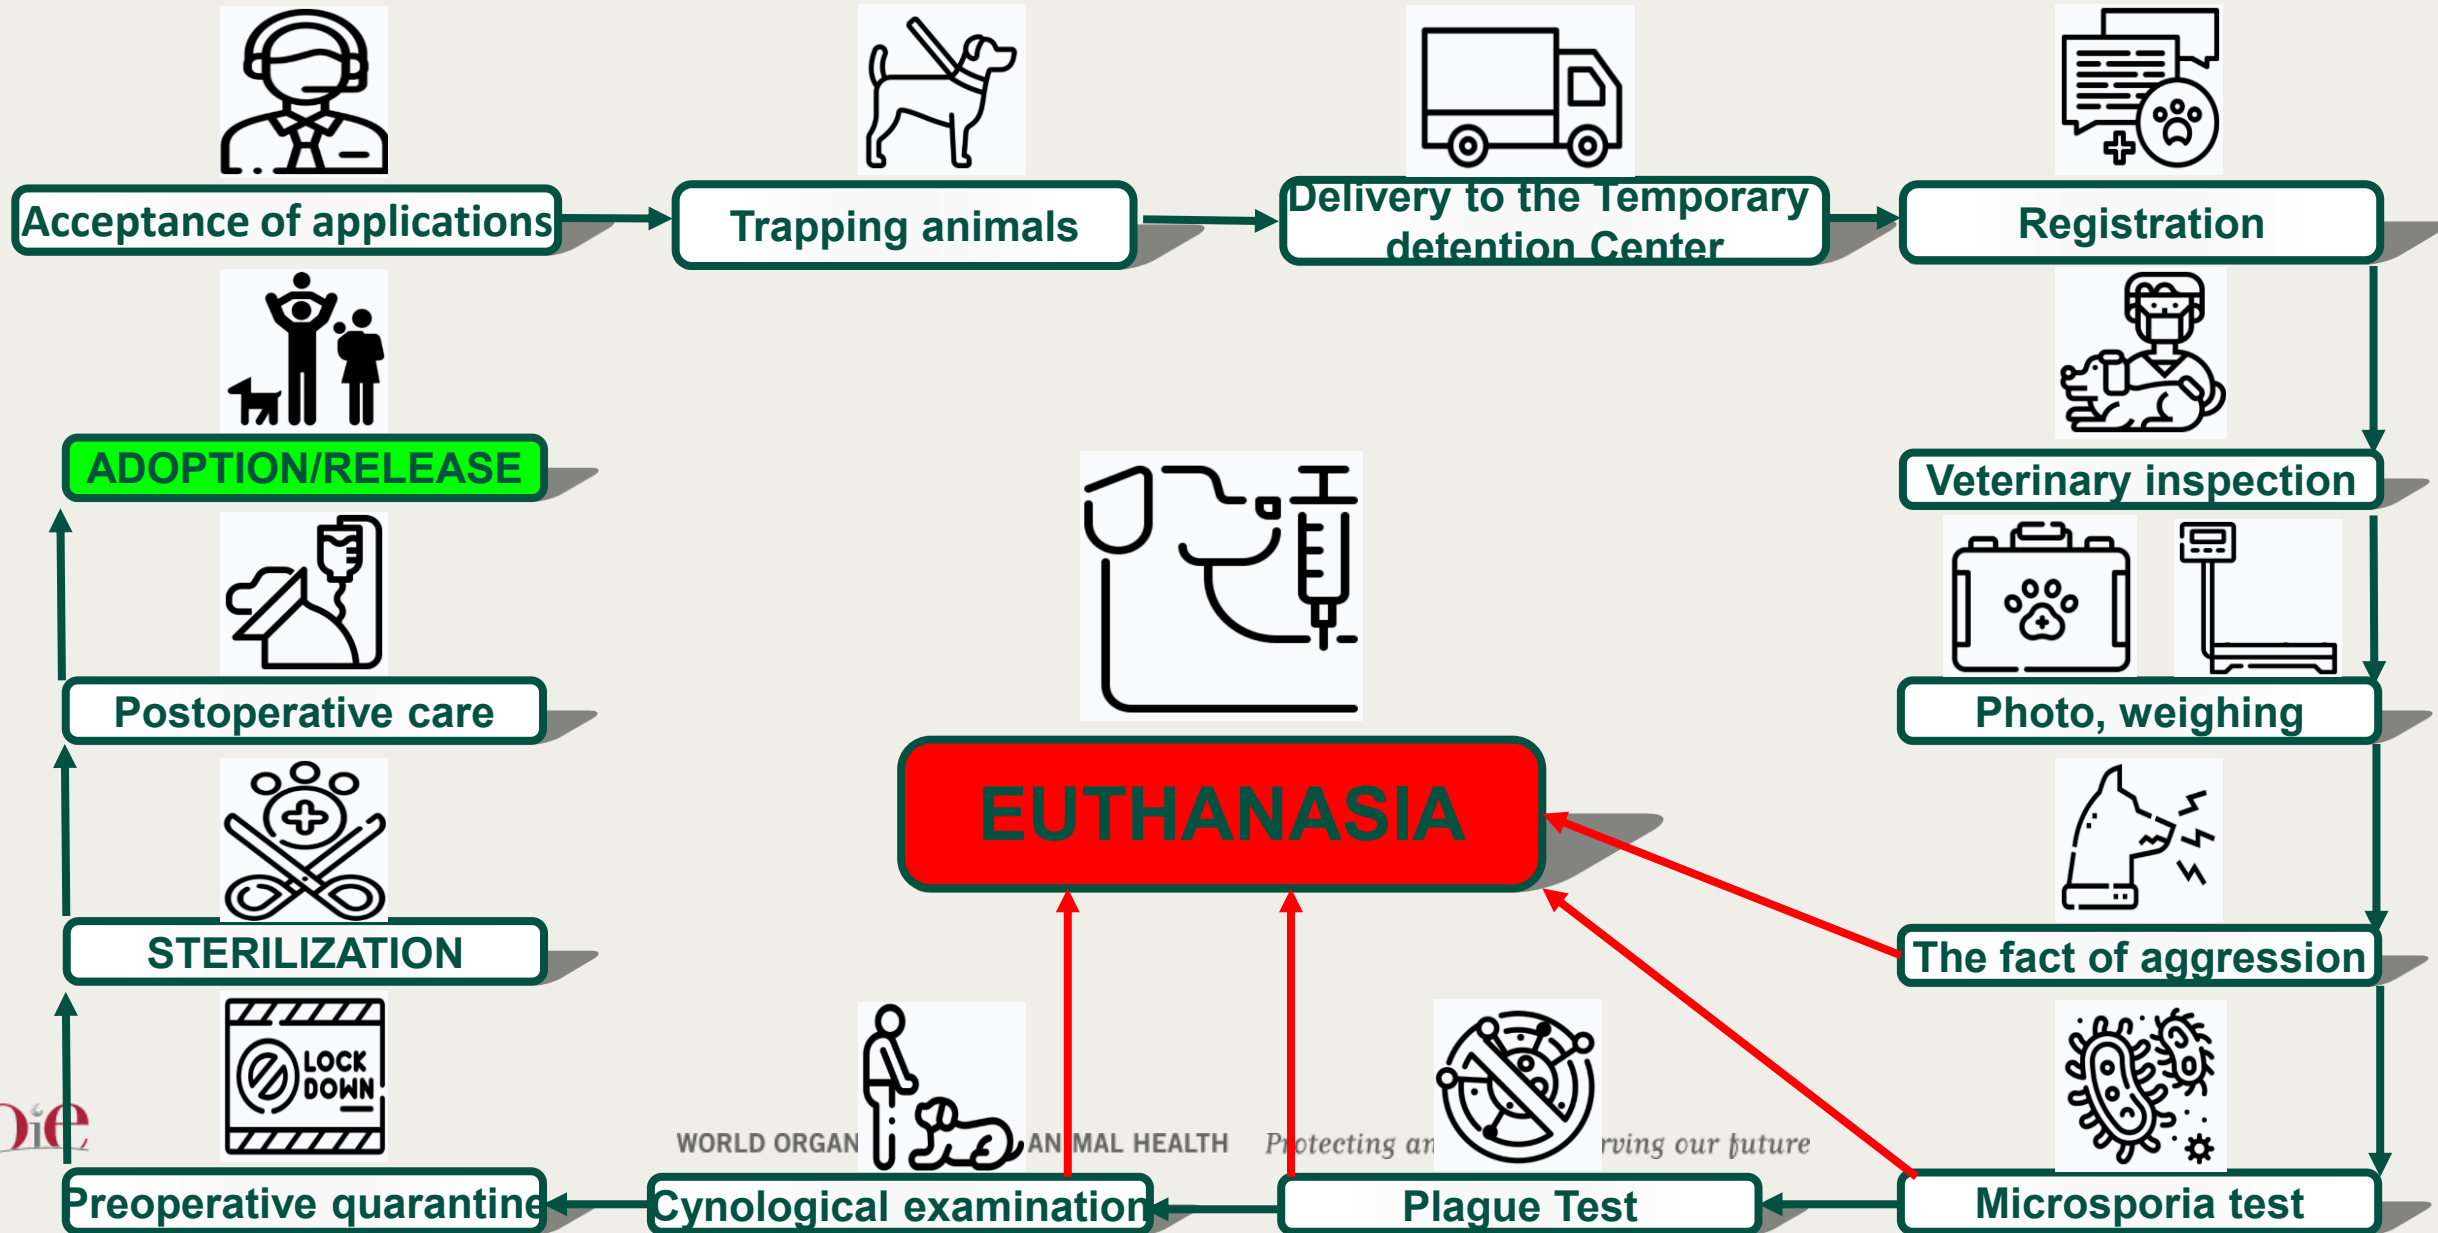 Acceptance of applications
Trapping animals
Delivery to the Temporary
detention Center
Registration
ADOPTION/RELEASE
Veterinary inspection
Postoperative care
Photo, weighing
EUTHANASIA
STERILIZATION
The fact of aggression
LOCK
DOWN
WORLD ORGAN ANIMAL HEALTH Protecting an rving our future
Preoperative quarantine
Cynological examination
Plague Test
Microsporia test